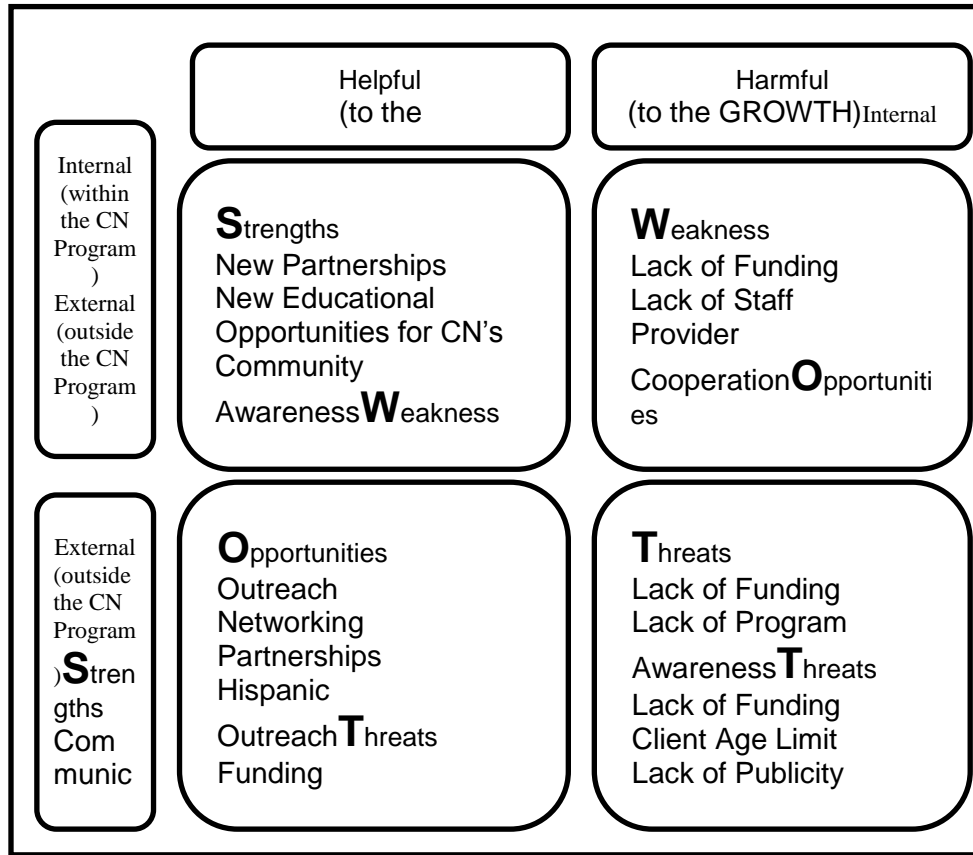 Helpful
(to the
Harmful
(to the GROWTH)Internal
Internal
(within
the CN
Program
)
External
(outside
the CN
Program
)
Strengths
New Partnerships
New Educational
Opportunities for CN’s
Community
AwarenessWeakness
Weakness
Lack of Funding
Lack of Staff
Provider
CooperationOpportuniti
es
External
(outside
the CN
Program
)Stren
gths
Com
munic
Opportunities
Outreach
Networking
Partnerships
Hispanic
OutreachThreats
Funding
Threats
Lack of Funding
Lack of Program
AwarenessThreats
Lack of Funding
Client Age Limit
Lack of Publicity